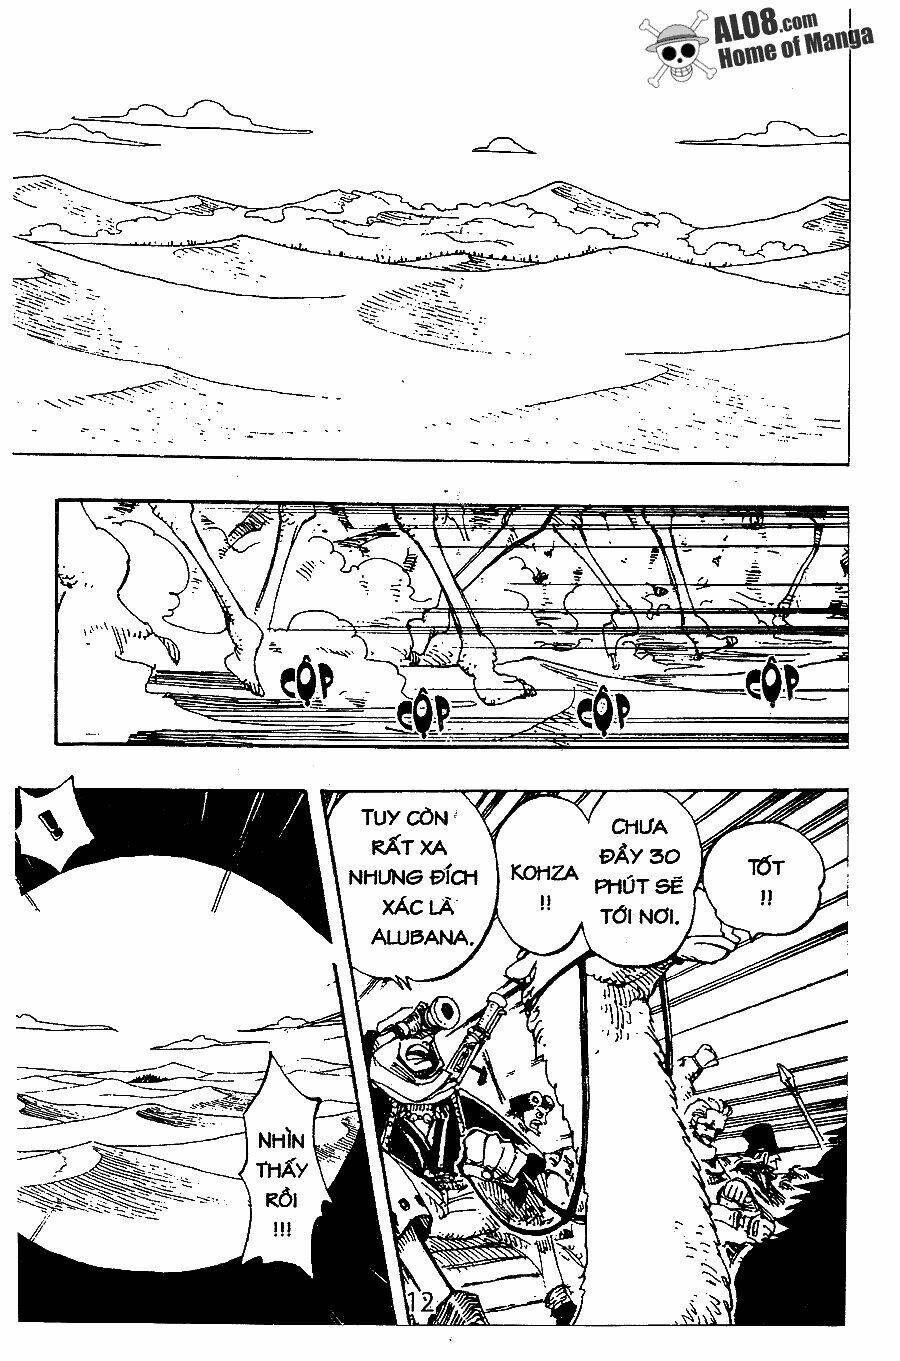 AL08.com
Home of Manga
CỘP
CỘP
CỘP
CỘP
TỐT
!!
CHƯA
ĐẦY 30
PHÚT SẼ
TỚI NƠI.
KOHZA
!!
TUY CÒN
RẤT XA
NHƯNG ĐÍCH
XÁC LÀ
ALUBANA.
!!
NHÌN
THẤY
RỒI
!!!
12